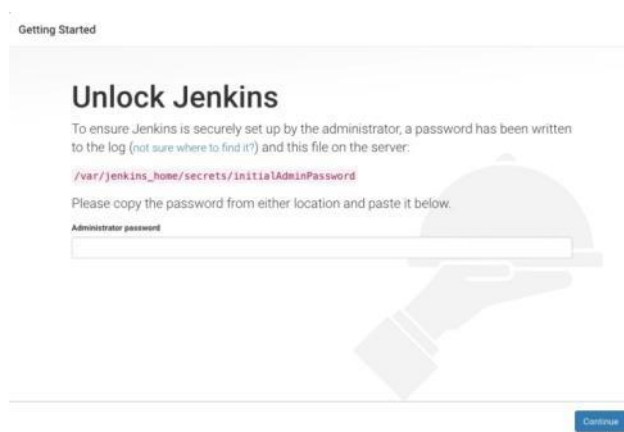 Getting Started
Unlock Jenkins
To ensure Jenkins is securely set up by the administrator, a password has been written
to the log (not sure where to find it?) and this file on the server:
/var/jenkins_home/secrets/initialAdminPassword
Please copy the password from either location and paste it below.
Administrator password
Continue